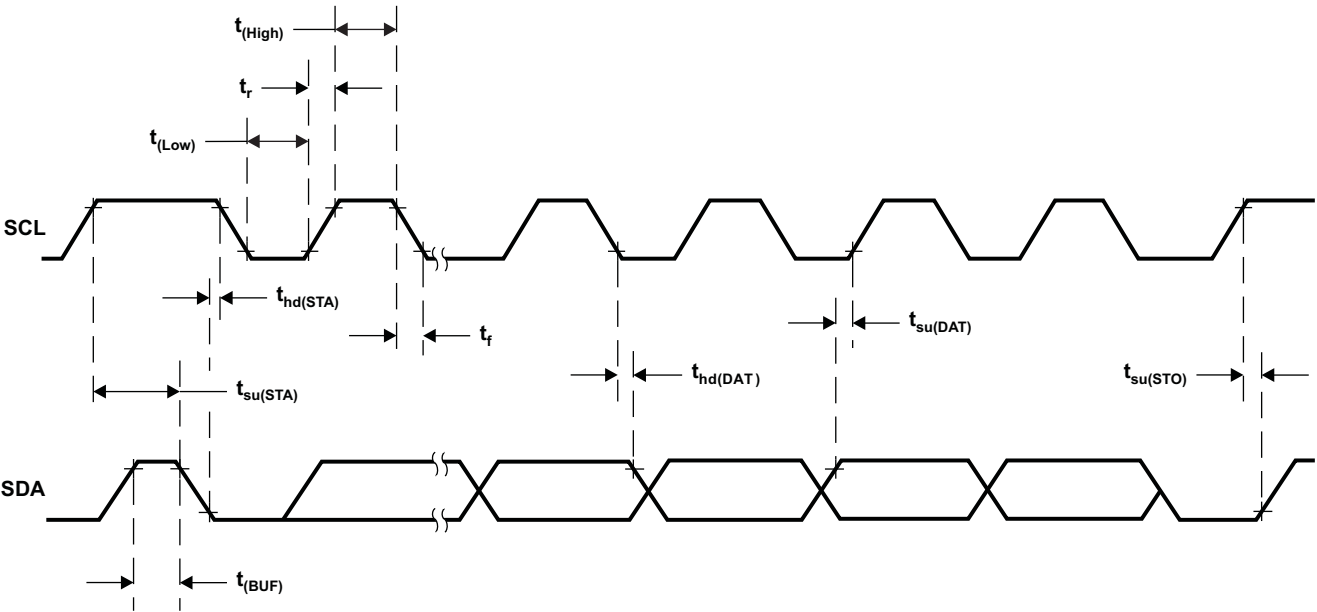 t(High)
tr
t(Low)
SCL
thd(STA)
tf
tsu(DAT)
thd(DAT)
tsu(STO)
tsu(STA)
SDA
t(BUF)